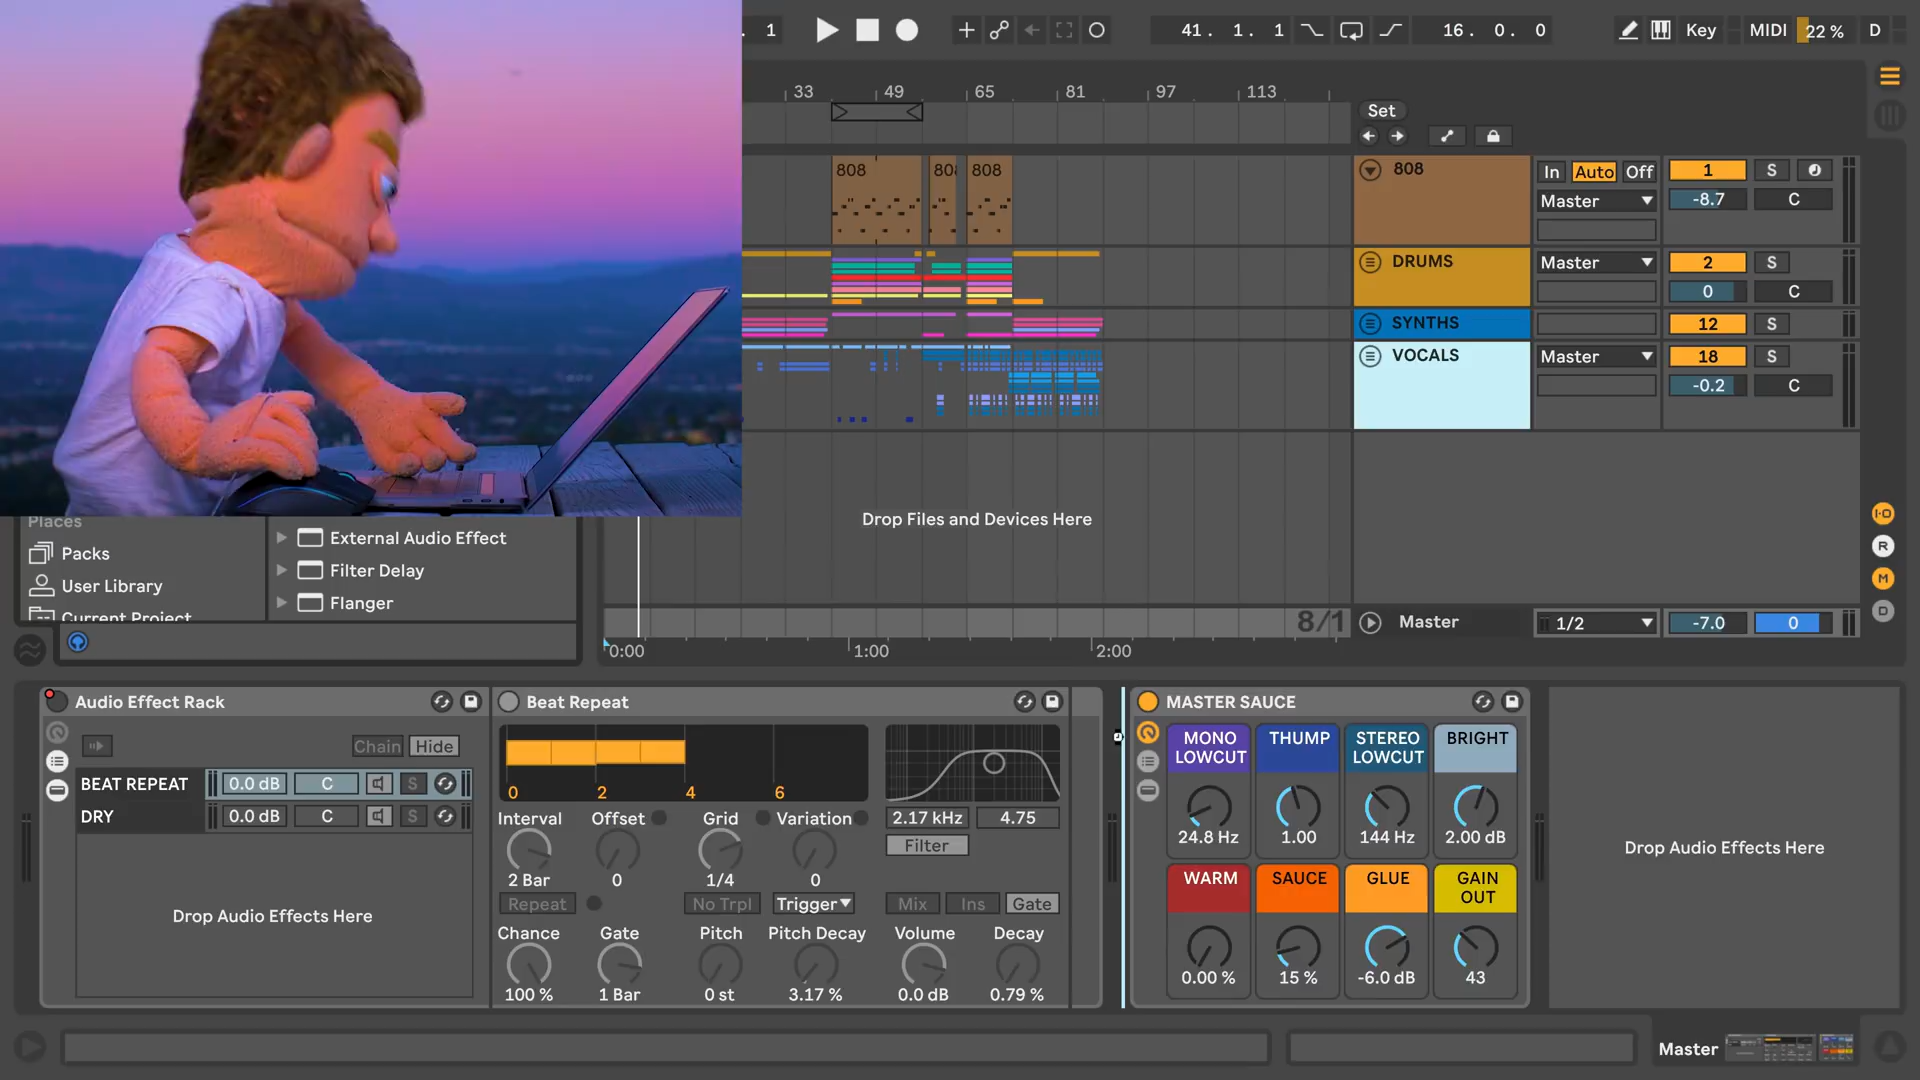 . 1
41. 1. 1
16. 0. 0
Key
MIDI
22 %
D
33
49
65
81
97
113
Set
808
808
808
DRUMS
SYNTHS
VOCALS
In
Auto
Off
Master
Master
Master
1
S
-8.7
C
2
S
0
C
12
S
18
S
-0.2
C
Places
Packs
User Library
Current Project
External Audio Effect
Filter Delay
Flanger
Drop Files and Devices Here
I·O
R
M
D
8/1
Master
1/2
-7.0
0
0:00
1:00
2:00
Audio Effect Rack
Chain
Hide
BEAT REPEAT
0.0 dB
C
S
DRY
0.0 dB
C
S
Drop Audio Effects Here
Beat Repeat
0
2
4
6
Interval
Offset
Grid
Variation
2 Bar
0
1/4
0
2.17 kHz
4.75
Filter
Repeat
No Trpl
Trigger
Mix
Ins
Gate
Chance
Gate
Pitch
Pitch Decay
Volume
Decay
100 %
1 Bar
0 st
3.17 %
0.0 dB
0.79 %
MASTER SAUCE
MONO
LOWCUT
THUMP
STEREO
LOWCUT
BRIGHT
24.8 Hz
1.00
144 Hz
2.00 dB
WARM
SAUCE
GLUE
GAIN
OUT
0.00 %
15 %
-6.0 dB
43
Drop Audio Effects Here
Master